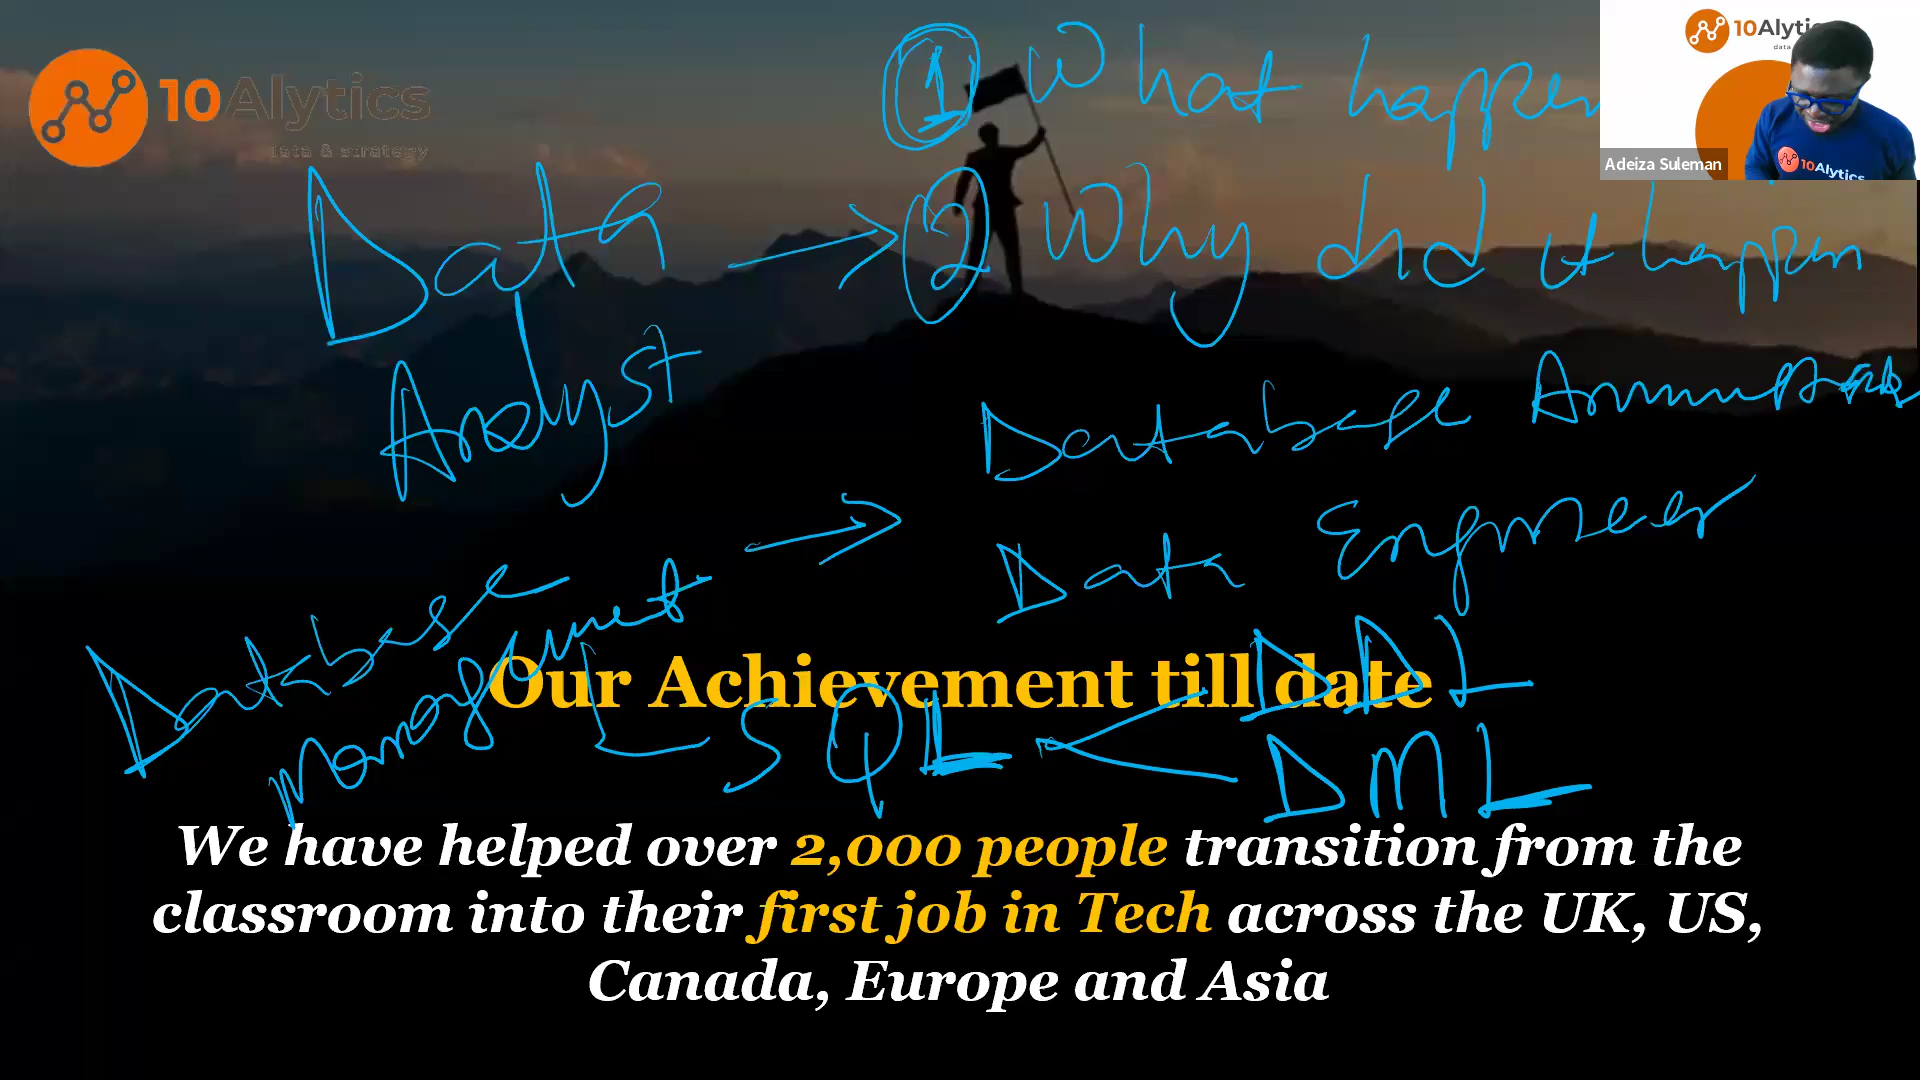 10Alytics
data & strategy
10Alytics
Adeiza Suleman
10Alytics
① What happen
② Why did it happen
Data
Analyst
Database
Data Engineer
Database
management
SQL
DDL
DML
Our Achievement till date
We have helped over 2,000 people transition from the
classroom into their first job in Tech across the UK, US,
Canada, Europe and Asia